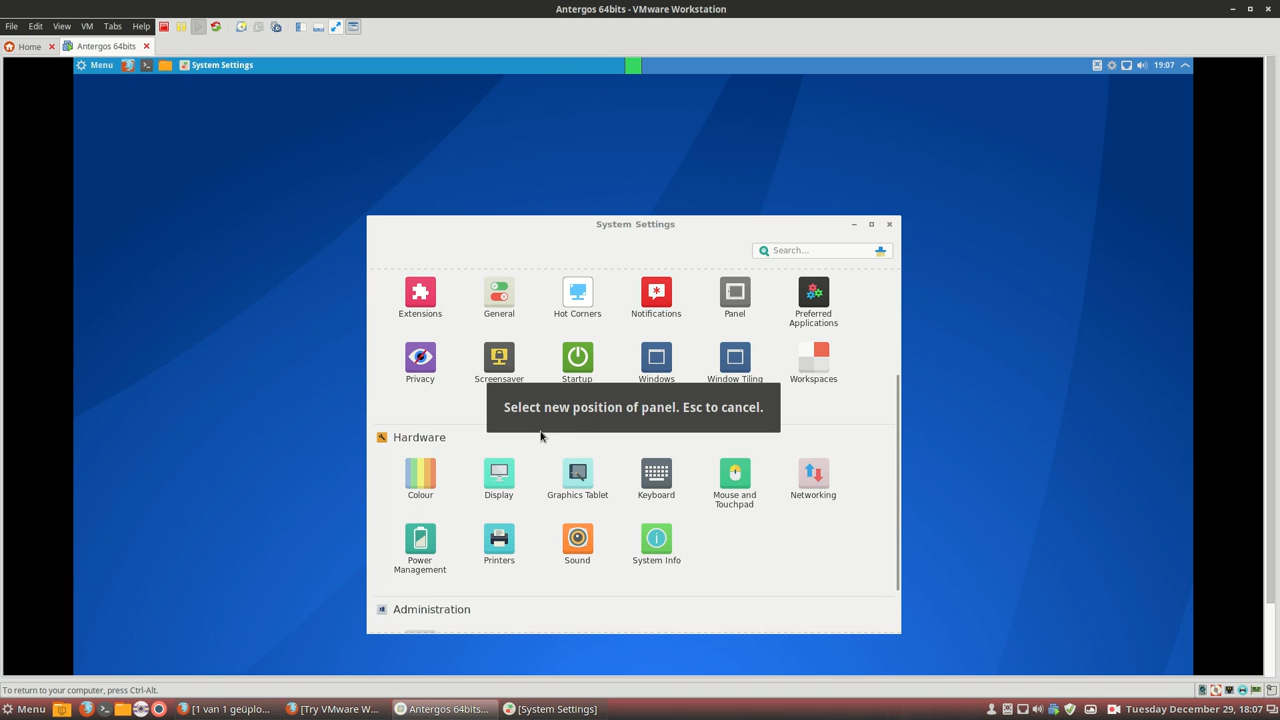 Antergos 64bits - VMware Workstation
File Edit View VM Tabs Help
Home Antergos 64bits
Menu System Settings 19:07
System Settings
Search...
Extensions General Hot Corners Notifications Panel Preferred
Applications
Privacy Screensaver Startup Windows Window Tiling Workspaces
Select new position of panel. Esc to cancel.
Hardware
Colour Display Graphics Tablet Keyboard Mouse and Networking
Touchpad
Power Printers Sound System Info
Management
Administration
To return to your computer, press Ctrl-Alt.
Menu [1 van 1 geüplo... [Try VMware W... Antergos 64bits... [System Settings] Tuesday December 29, 18:07